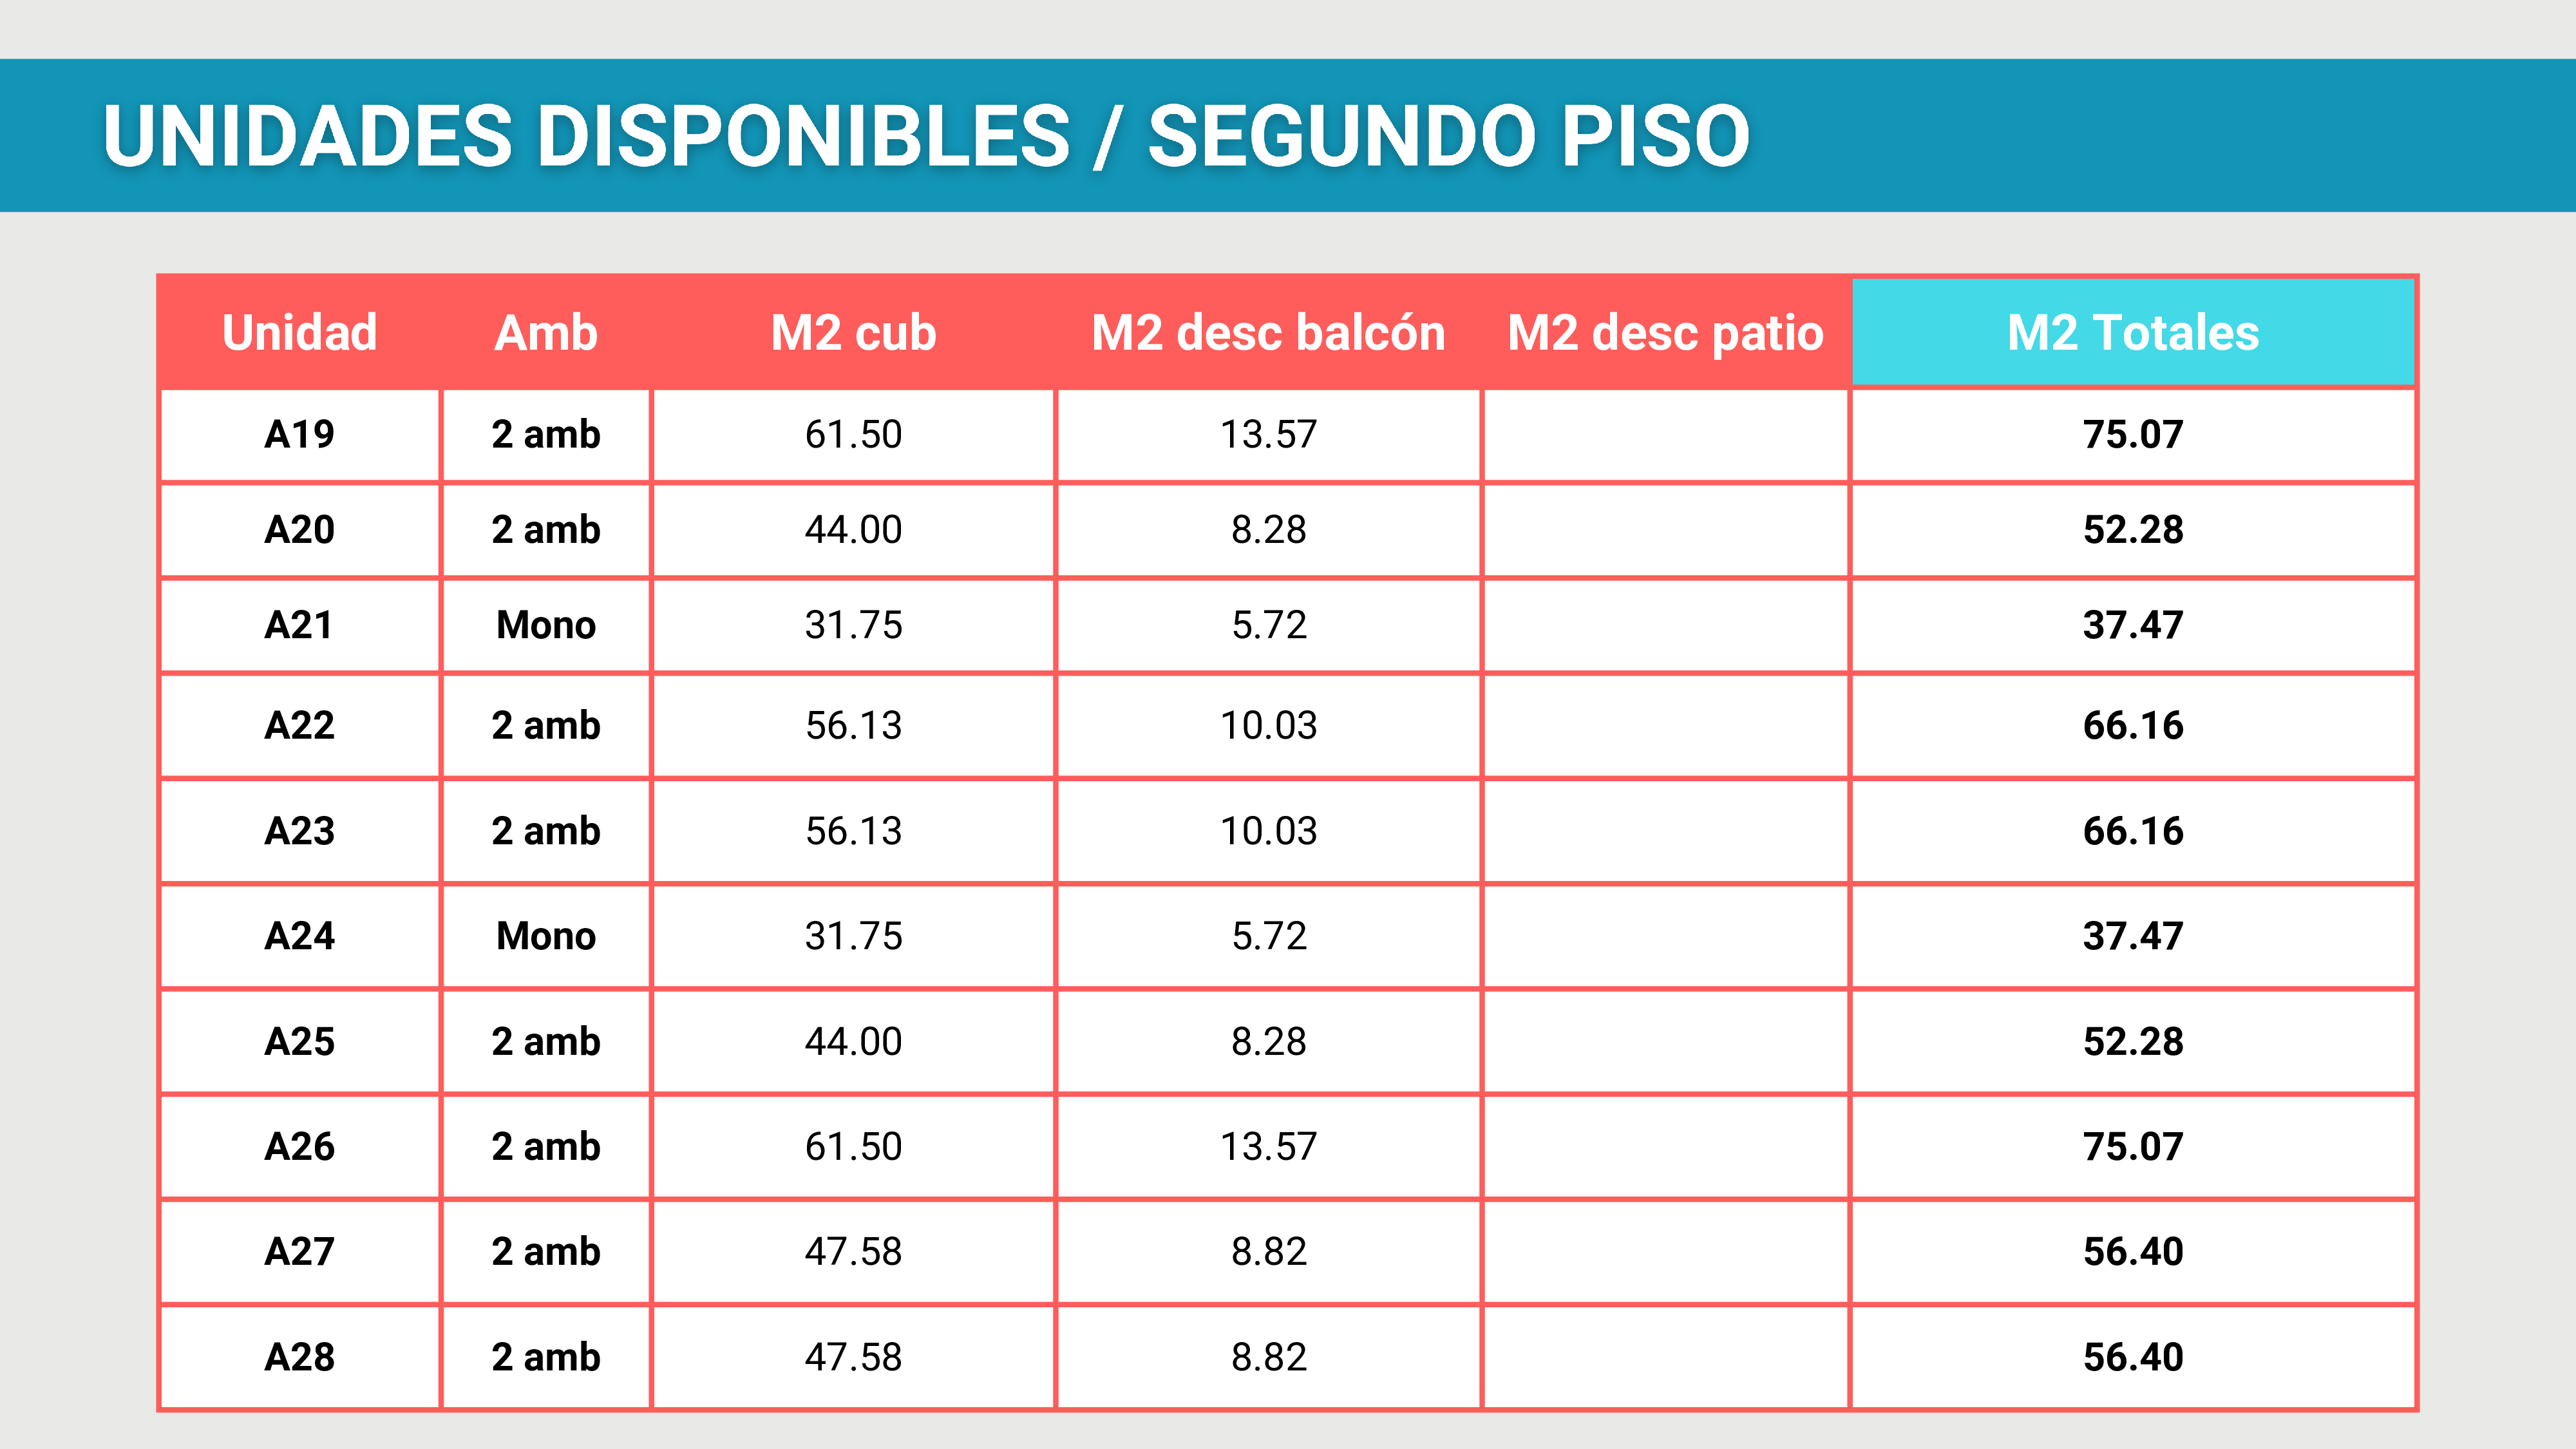 UNIDADES DISPONIBLES / SEGUNDO PISO
Unidad Amb M2 cub M2 desc balcón M2 desc patio M2 Totales
A19 2 amb 61.50 13.57 75.07
A20 2 amb 44.00 8.28 52.28
A21 Mono 31.75 5.72 37.47
A22 2 amb 56.13 10.03 66.16
A23 2 amb 56.13 10.03 66.16
A24 Mono 31.75 5.72 37.47
A25 2 amb 44.00 8.28 52.28
A26 2 amb 61.50 13.57 75.07
A27 2 amb 47.58 8.82 56.40
A28 2 amb 47.58 8.82 56.40